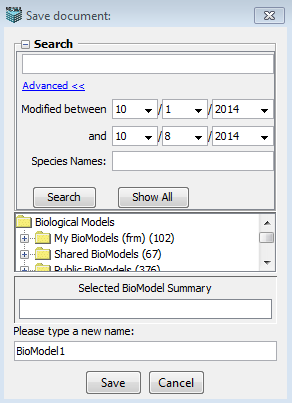 Save document:
Search
Advanced <<
Modified between 10 / 1 / 2014
and 10 / 8 / 2014
Species Names:
Search Show All
Biological Models
My BioModels (frm) (102)
Shared BioModels (67)
Public BioModels (376)
Selected BioModel Summary
Please type a new name:
BioModel1
Save Cancel